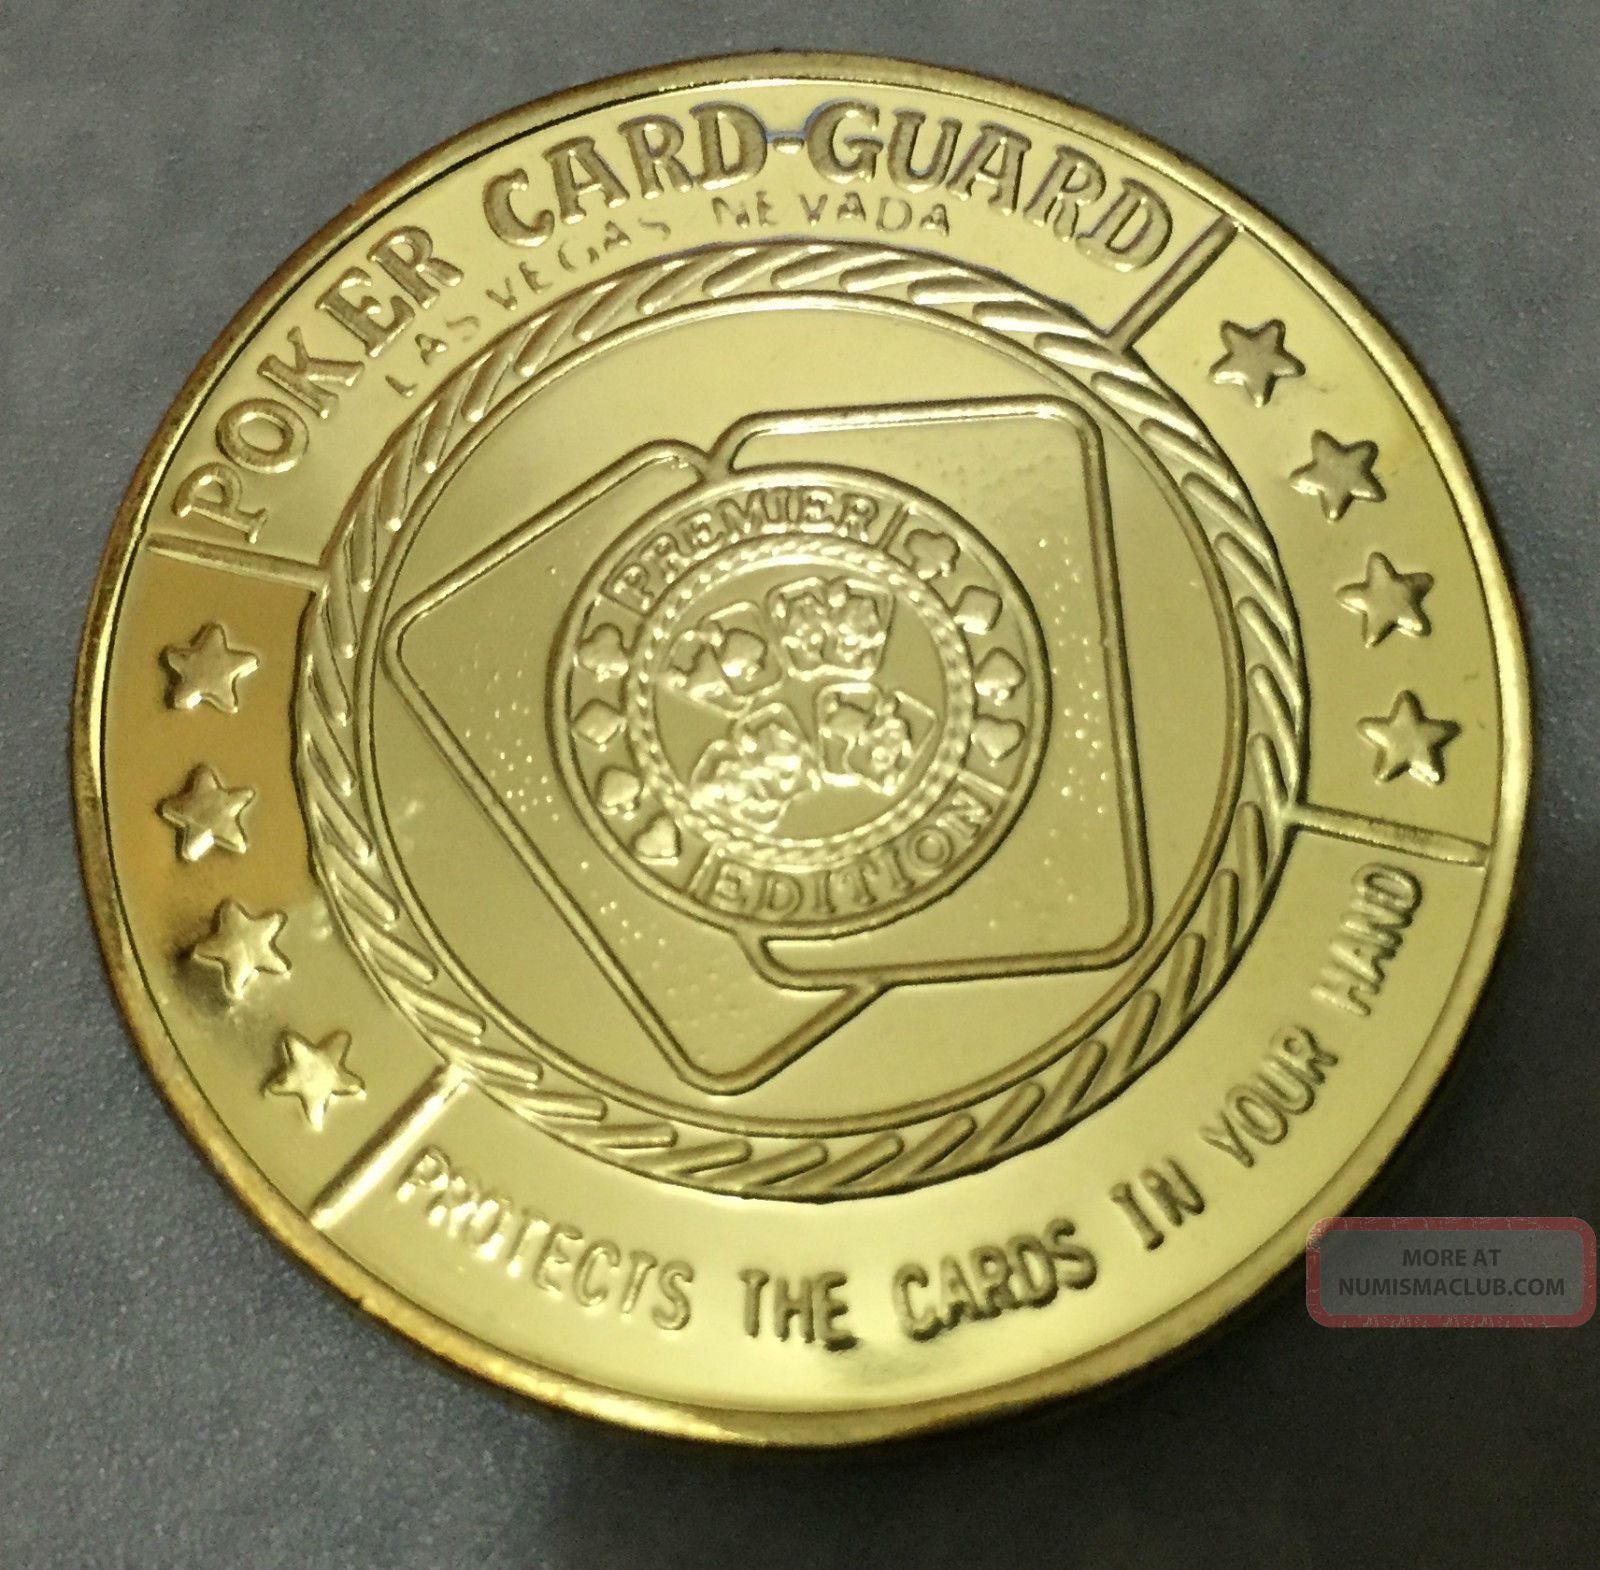 POKER CARD-GUARD
LAS VEGAS NEVADA
PREMIER
EDITION
PROTECTS THE CARDS IN YOUR HAND
MORE AT
NUMISMACLUB.COM